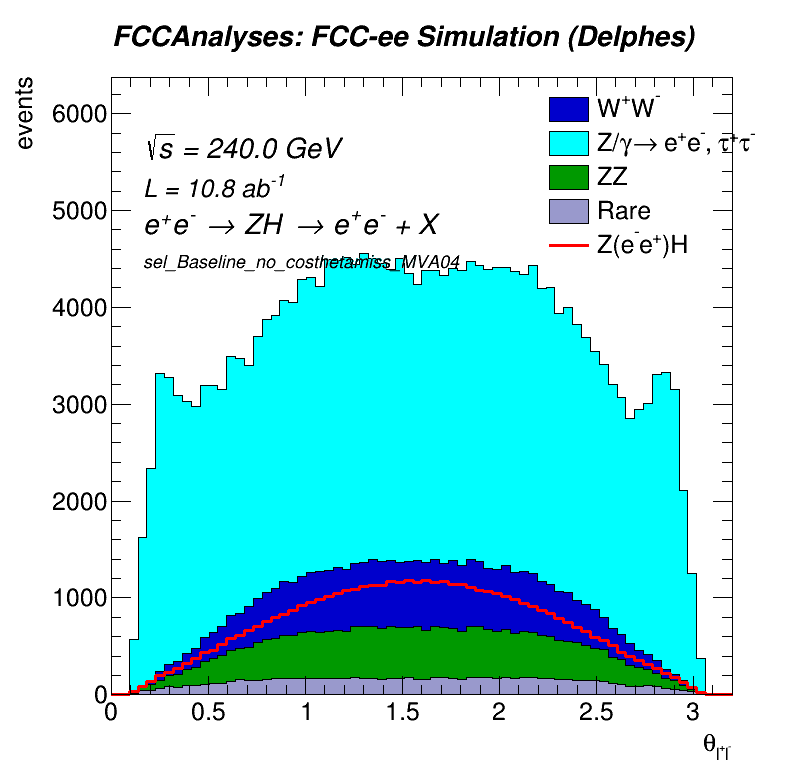 FCCAnalyses: FCC-ee Simulation (Delphes)
events
6000
5000
4000
3000
2000
1000
0
√s = 240.0 GeV
L = 10.8 ab⁻¹
e⁺e⁻ → ZH → e⁺e⁻ + X
sel_Baseline_no_costhetamiss_MVA04
W⁺W⁻
Z/γ→ e⁺e⁻, τ⁺τ⁻
ZZ
Rare
Z(e⁻e⁺)H
0 0.5 1 1.5 2 2.5 3
θ_l⁺l⁻